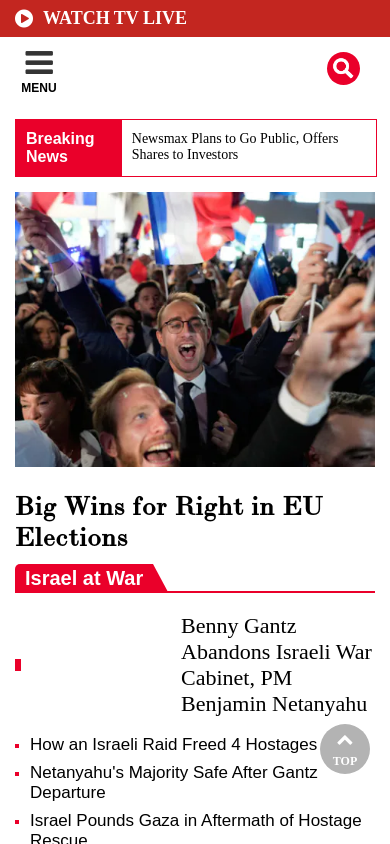 WATCH TV LIVE
MENU
Breaking
News
Newsmax Plans to Go Public, Offers
Shares to Investors
Big Wins for Right in EU
Elections
Israel at War
Benny Gantz
Abandons Israeli War
Cabinet, PM
Benjamin Netanyahu
How an Israeli Raid Freed 4 Hostages
Netanyahu's Majority Safe After Gantz
Departure
TOP
Israel Pounds Gaza in Aftermath of Hostage
Rescue